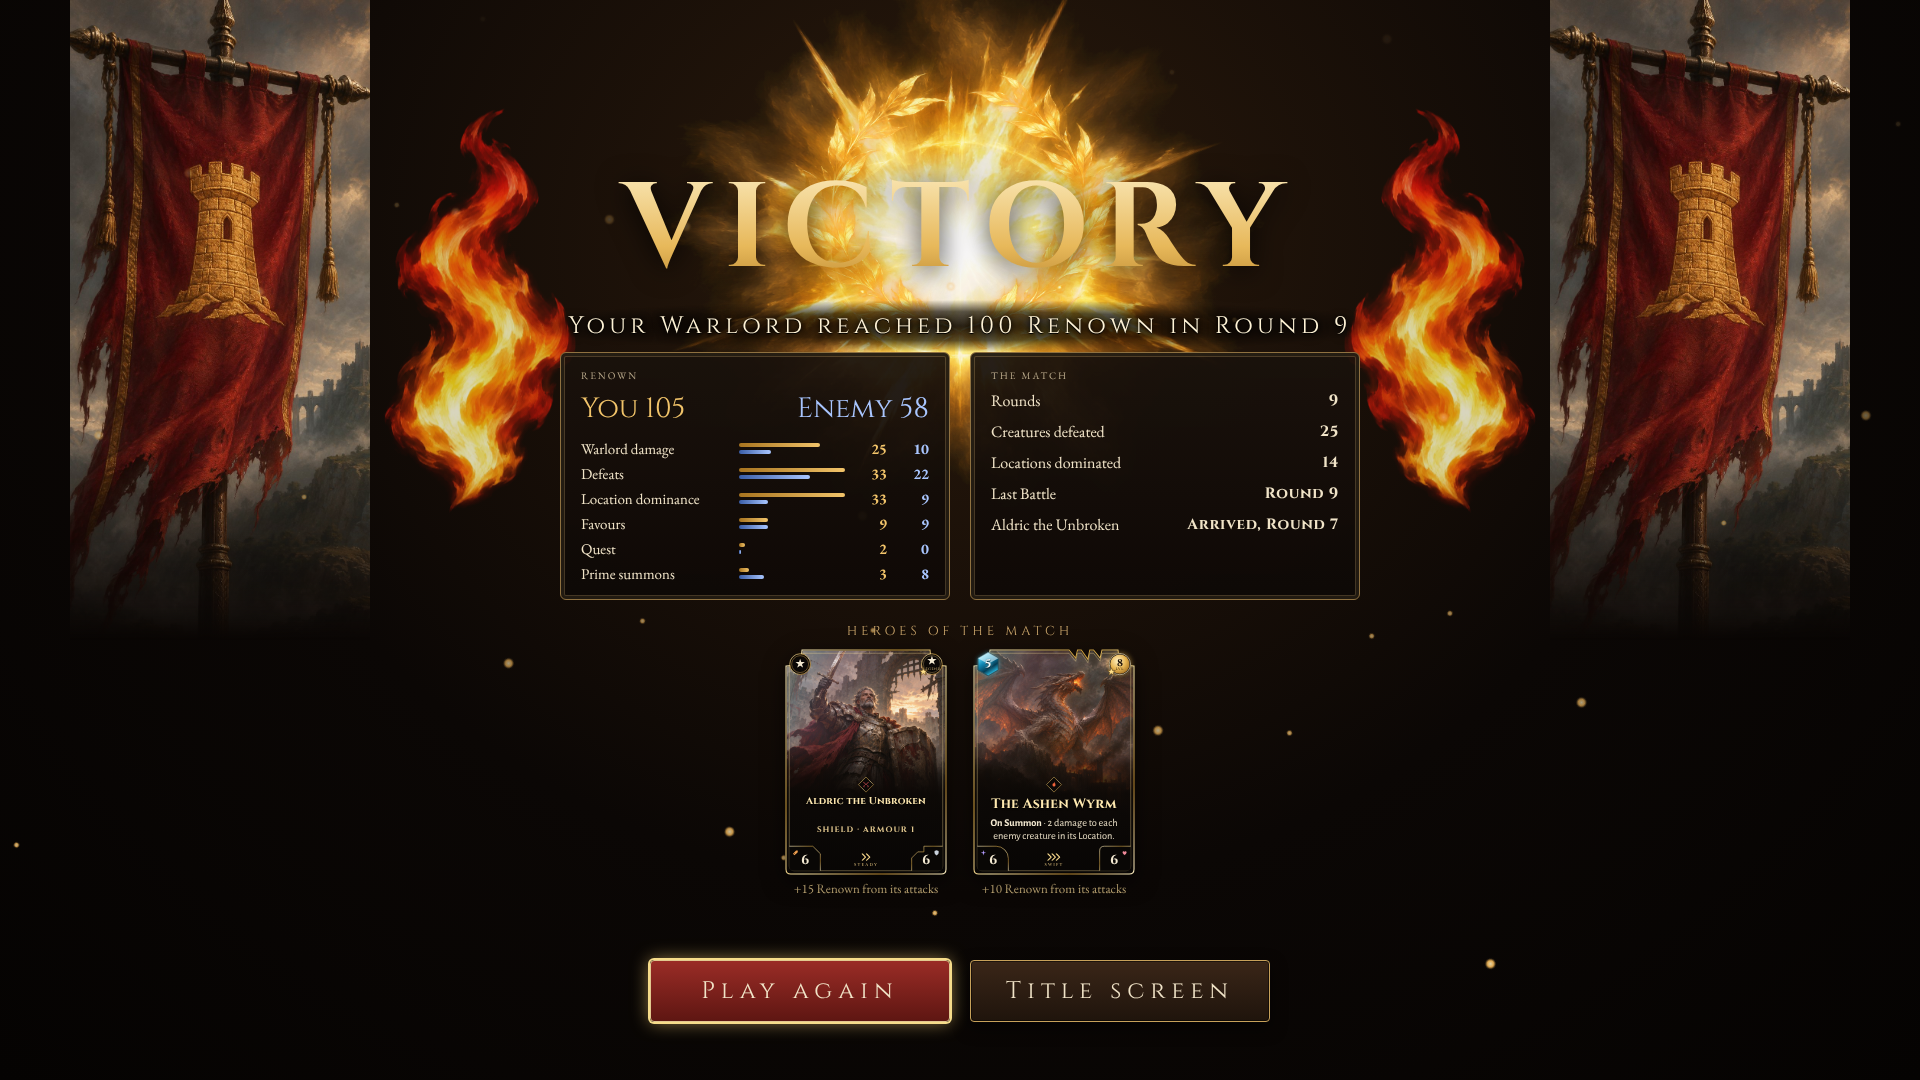 VICTORY
Your Warlord reached 100 Renown in Round 9
RENOWN
You 105 Enemy 58
Warlord damage 25 10
Defeats 33 22
Location dominance 33 9
Favours 9 9
Quest 2 0
Prime summons 3 8
THE MATCH
Rounds 9
Creatures defeated 25
Locations dominated 14
Last Battle Round 9
Aldric the Unbroken Arrived, Round 7
HEROES OF THE MATCH
Aldric the Unbroken
SHIELD · ARMOUR 1
6 STEADY 6
+15 Renown from its attacks
5 8
The Ashen Wyrm
On Summon · 2 damage to each
enemy creature in its Location.
6 SWIFT 6
+10 Renown from its attacks
Play again
Title screen